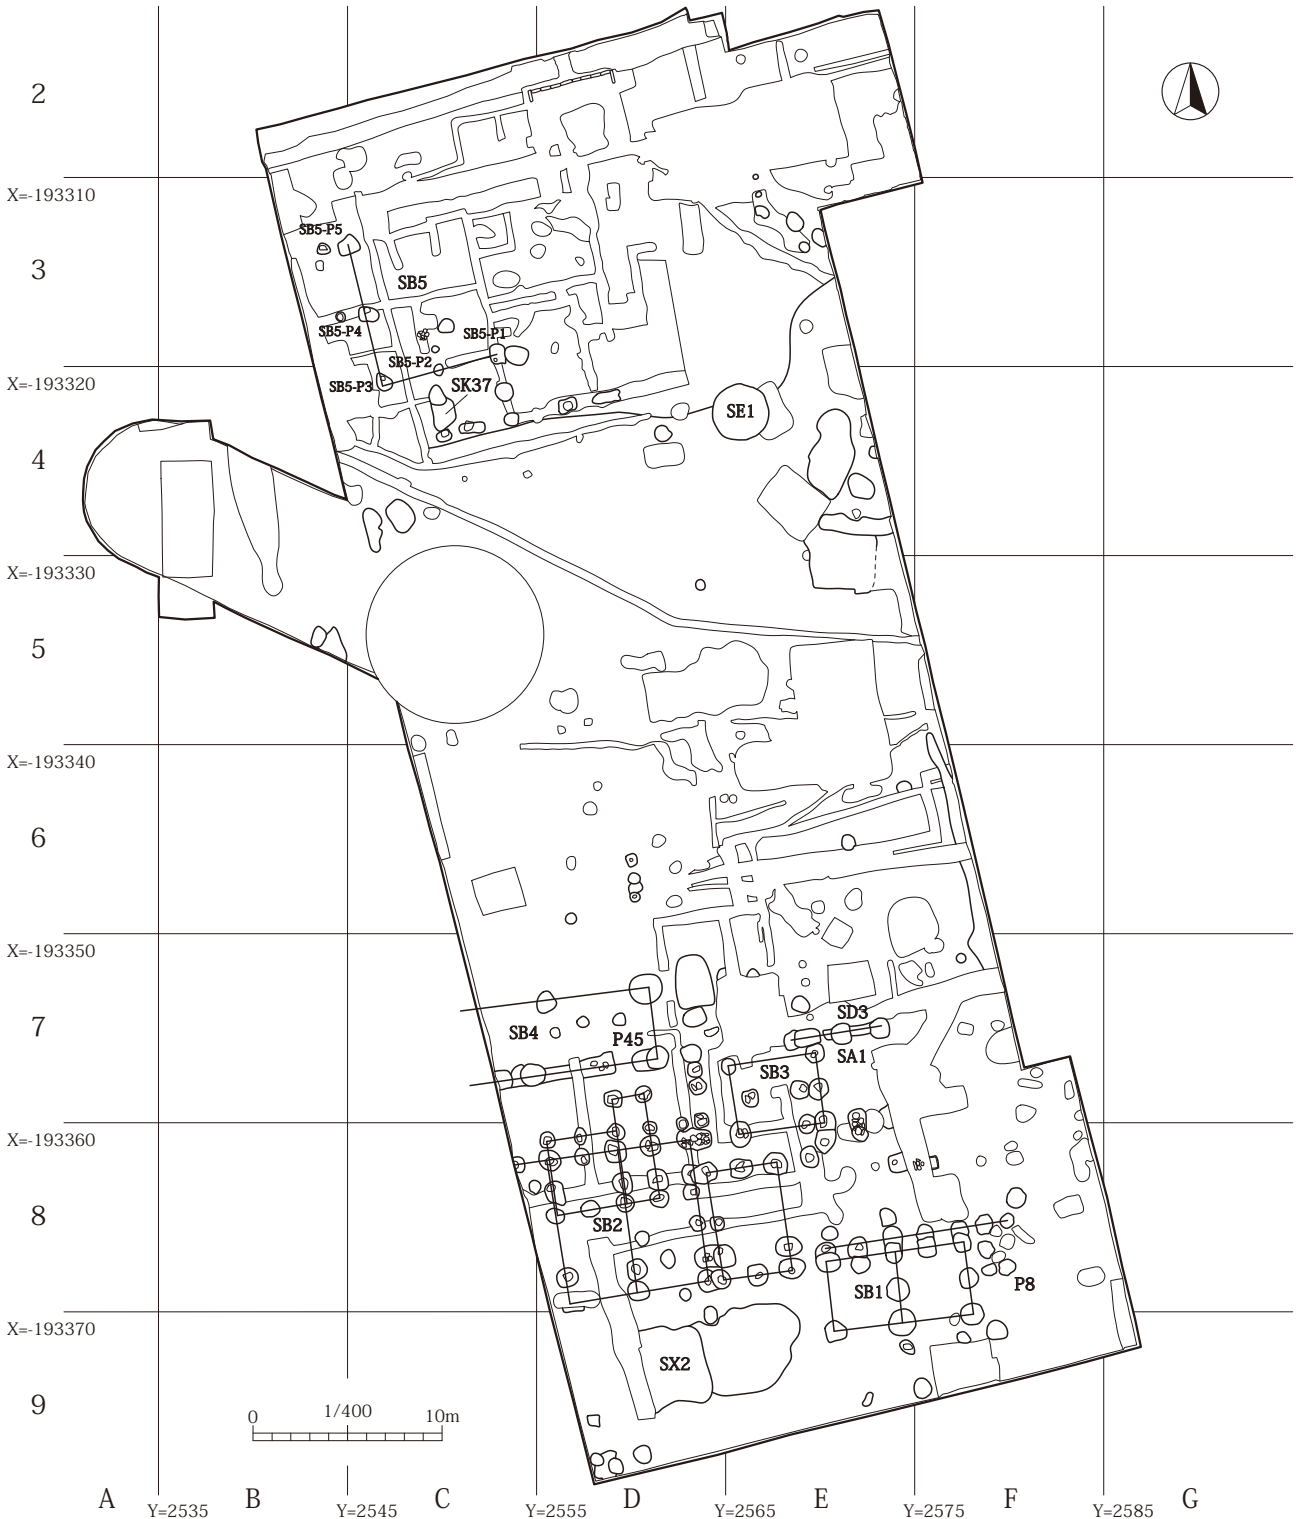 2
X=-193310
SB5-P5
3
SB5
SB5-P4
SB5-P1
SB5-P2
X=-193320
SB5-P3
SK37
SE1
4
X=-193330
5
X=-193340
6
X=-193350
SD3
7
SB4
P45
SA1
SB3
X=-193360
8
SB2
P8
SB1
X=-193370
SX2
9
0 1/400 10m
A Y=2535 B Y=2545 C Y=2555 D Y=2565 E Y=2575 F Y=2585 G